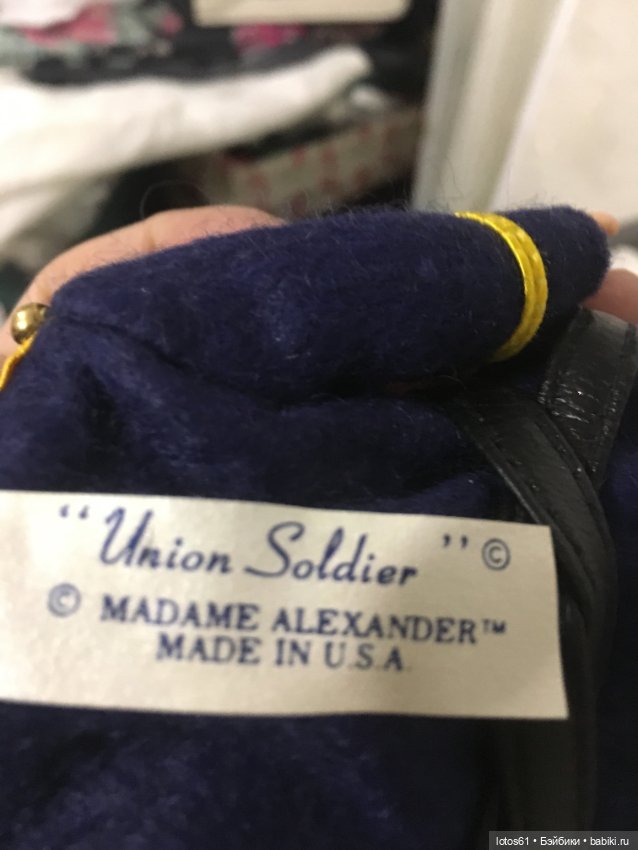 "Union Soldier" ©
© MADAME ALEXANDER™
MADE IN U.S.A.
lotos61 • Бэйбики • babiki.ru